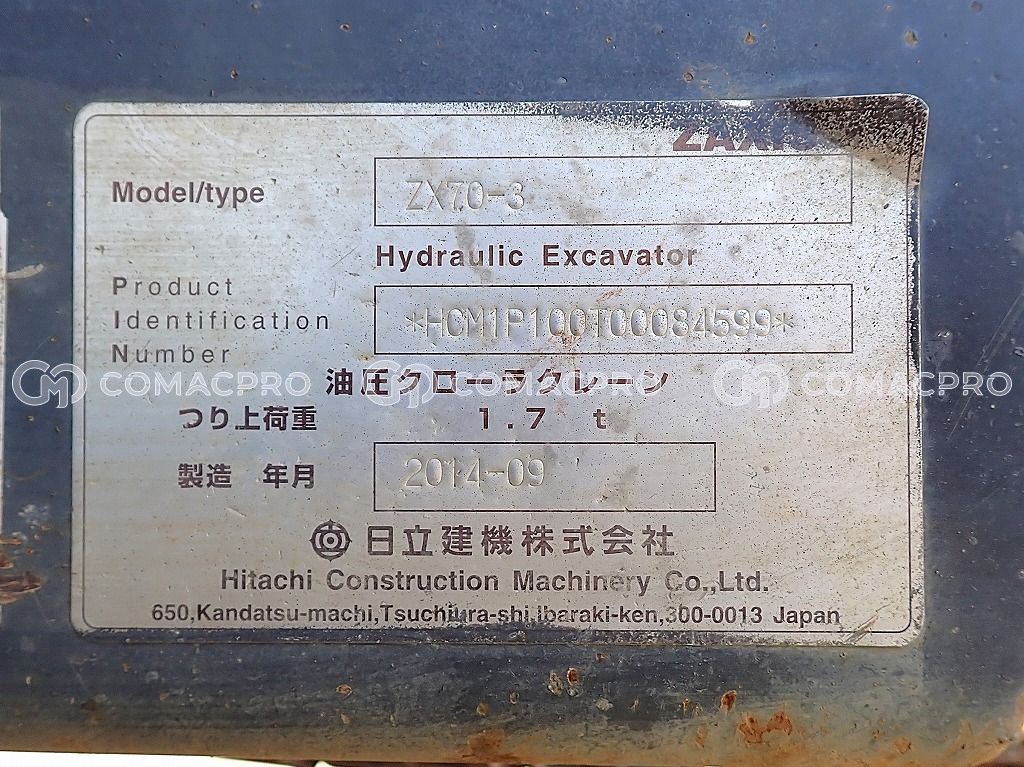 ZAXIS
Model/type ZX70-3
Hydraulic Excavator
Product
Identification
Number
*HCM1P100T00084599*
COMACPRO COMACPRO COMACPRO
油圧クローラクレーン
つり上荷重 1.7 t
製造 年月 2014-09
日立建機株式会社
Hitachi Construction Machinery Co.,Ltd.
650,Kandatsu-machi,Tsuchiura-shi,Ibaraki-ken,300-0013 Japan